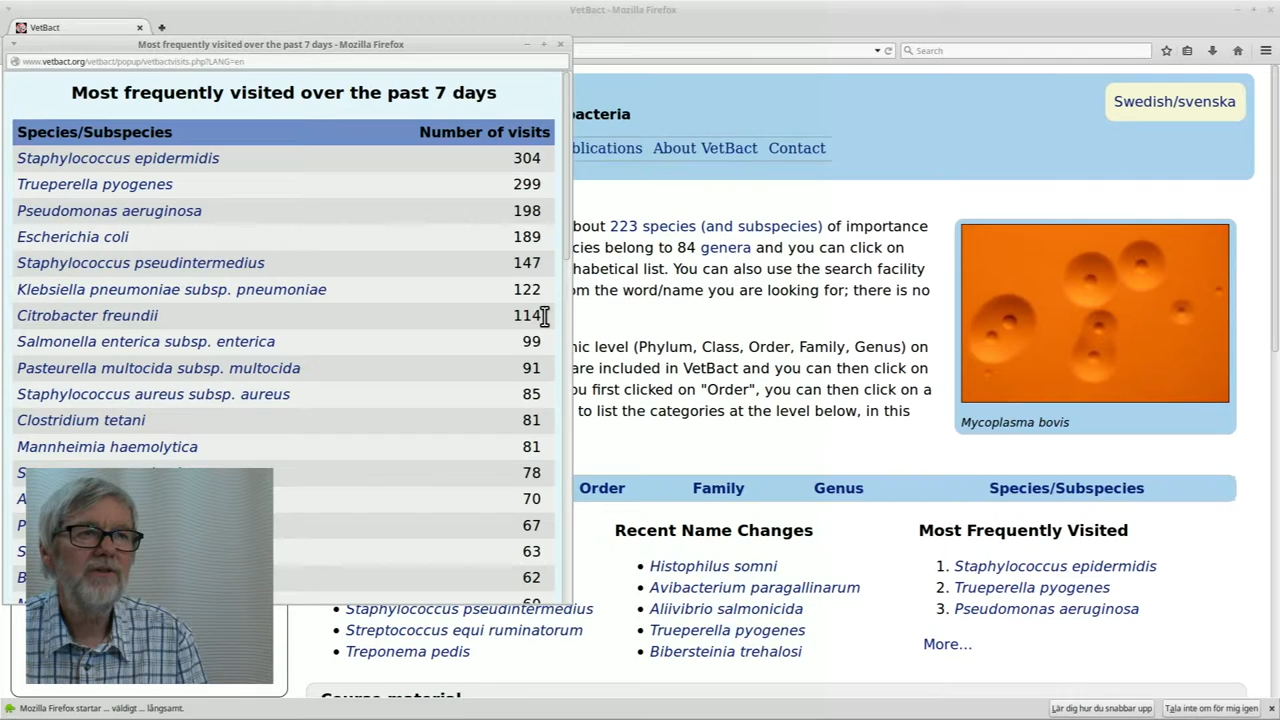 VetBact - Mozilla Firefox
VetBact
Most frequently visited over the past 7 days - Mozilla Firefox
www.vetbact.org/vetbact/popup/vetbactvisits.php?LANG=en
Search
Most frequently visited over the past 7 days
Species/Subspecies Number of visits
Staphylococcus epidermidis 304
Trueperella pyogenes 299
Pseudomonas aeruginosa 198
Escherichia coli 189
Staphylococcus pseudintermedius 147
Klebsiella pneumoniae subsp. pneumoniae 122
Citrobacter freundii 114
Salmonella enterica subsp. enterica 99
Pasteurella multocida subsp. multocida 91
Staphylococcus aureus subsp. aureus 85
Clostridium tetani 81
Mannheimia haemolytica 81
S 78
A 70
P 67
S 63
B 62
bacteria
Swedish/svenska
blications About VetBact Contact
bout 223 species (and subspecies) of importance
cies belong to 84 genera and you can click on
habetical list. You can also use the search facility
om the word/name you are looking for; there is no
ic level (Phylum, Class, Order, Family, Genus) on
are included in VetBact and you can then click on
ou first clicked on "Order", you can then click on a
to list the categories at the level below, in this
Mycoplasma bovis
Order Family Genus Species/Subspecies
Staphylococcus pseudintermedius
Streptococcus equi ruminatorum
Treponema pedis
Recent Name Changes
Histophilus somni
Avibacterium paragallinarum
Aliivibrio salmonicida
Trueperella pyogenes
Bibersteinia trehalosi
Most Frequently Visited
1. Staphylococcus epidermidis
2. Trueperella pyogenes
3. Pseudomonas aeruginosa
More...
Course material
Mozilla Firefox startar ... väldigt ... långsamt.
Lär dig hur du snabbar upp
Tala inte om för mig igen